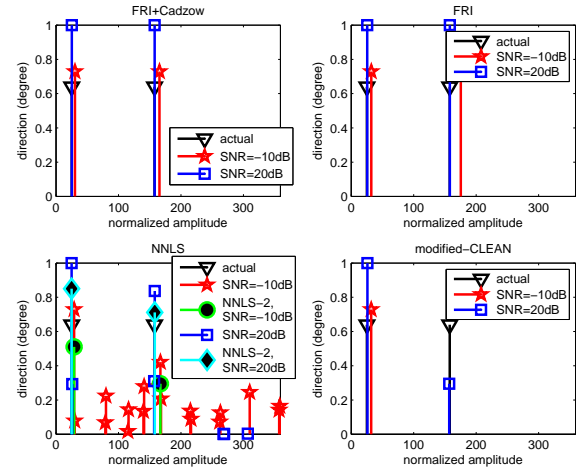 FRI+Cadzow
direction (degree)
1
0.8
0.6
0.4
0.2
0
0 100 200 300
normalized amplitude
actual
SNR=−10dB
SNR=20dB
FRI
direction (degree)
1
0.8
0.6
0.4
0.2
0
0 100 200 300
normalized amplitude
actual
SNR=−10dB
SNR=20dB
NNLS
direction (degree)
1
0.8
0.6
0.4
0.2
0
0 100 200 300
normalized amplitude
actual
SNR=−10dB
NNLS−2,
SNR=−10dB
SNR=20dB
NNLS−2,
SNR=20dB
modified−CLEAN
direction (degree)
1
0.8
0.6
0.4
0.2
0
0 100 200 300
normalized amplitude
actual
SNR=−10dB
SNR=20dB